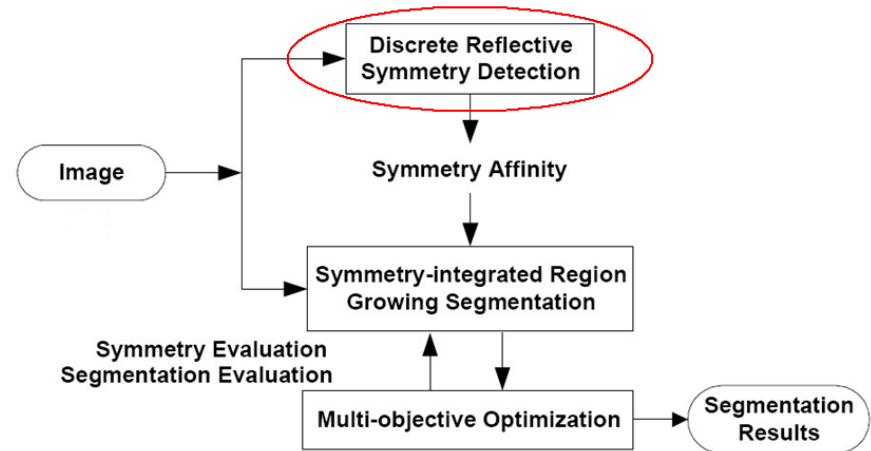 Discrete Reflective
Symmetry Detection
Image
Symmetry Affinity
Symmetry-integrated Region
Growing Segmentation
Symmetry Evaluation
Segmentation Evaluation
Multi-objective Optimization
Segmentation
Results